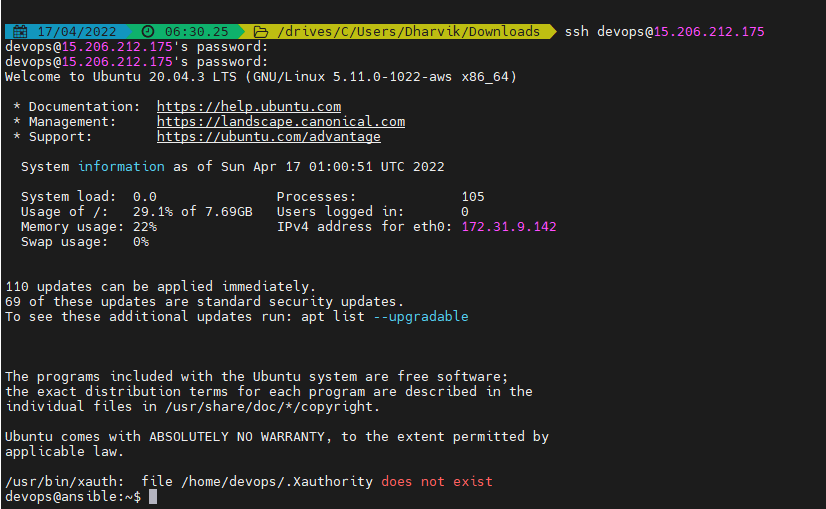 17/04/2022 06:30.25 /drives/C/Users/Dharvik/Downloads ssh devops@15.206.212.175
devops@15.206.212.175's password:
devops@15.206.212.175's password:
Welcome to Ubuntu 20.04.3 LTS (GNU/Linux 5.11.0-1022-aws x86_64)
* Documentation: https://help.ubuntu.com
* Management: https://landscape.canonical.com
* Support: https://ubuntu.com/advantage
System information as of Sun Apr 17 01:00:51 UTC 2022
System load: 0.0 Processes: 105
Usage of /: 29.1% of 7.69GB Users logged in: 0
Memory usage: 22% IPv4 address for eth0: 172.31.9.142
Swap usage: 0%
110 updates can be applied immediately.
69 of these updates are standard security updates.
To see these additional updates run: apt list --upgradable
The programs included with the Ubuntu system are free software;
the exact distribution terms for each program are described in the
individual files in /usr/share/doc/*/copyright.
Ubuntu comes with ABSOLUTELY NO WARRANTY, to the extent permitted by
applicable law.
/usr/bin/xauth: file /home/devops/.Xauthority does not exist
devops@ansible:~$